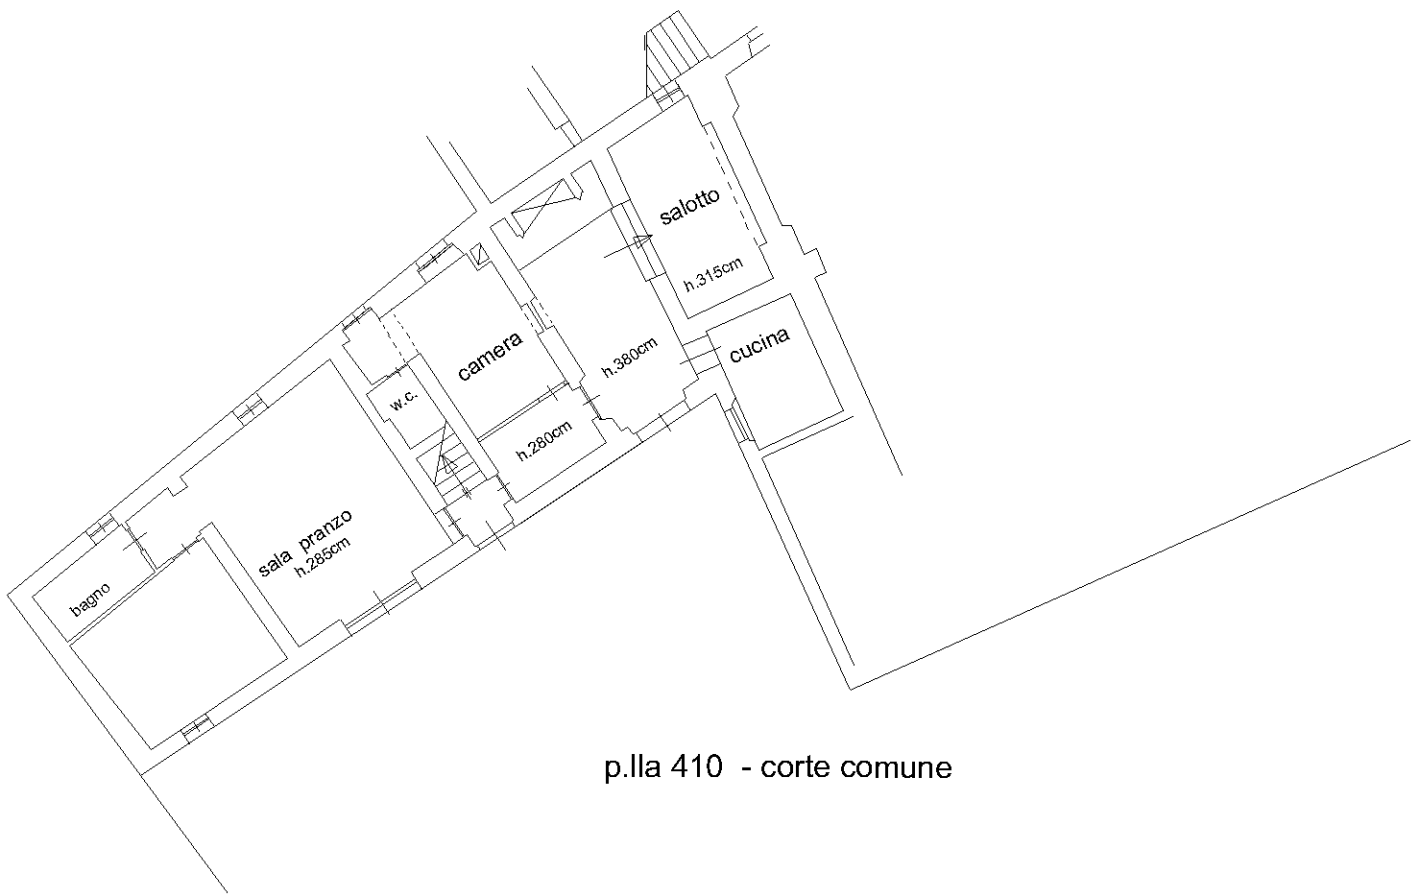 salotto
h.315cm
cucina
h.380cm
camera
w.c.
h.280cm
sala pranzo
h.285cm
bagno
p.lla 410 - corte comune